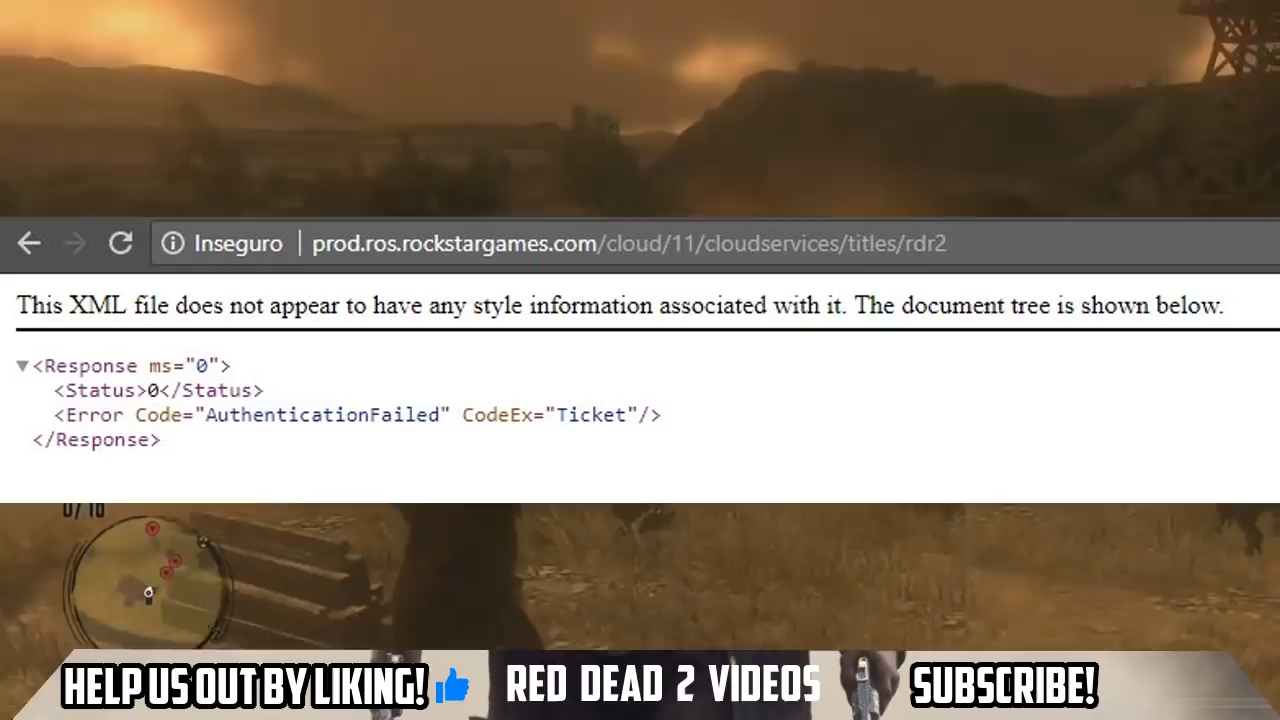 Inseguro | prod.ros.rockstargames.com/cloud/11/cloudservices/titles/rdr2
This XML file does not appear to have any style information associated with it. The document tree is shown below.
▼<Response ms="0">
<Status>0</Status>
<Error Code="AuthenticationFailed" CodeEx="Ticket"/>
</Response>
0/16
HELP US OUT BY LIKING! RED DEAD 2 VIDEOS SUBSCRIBE!